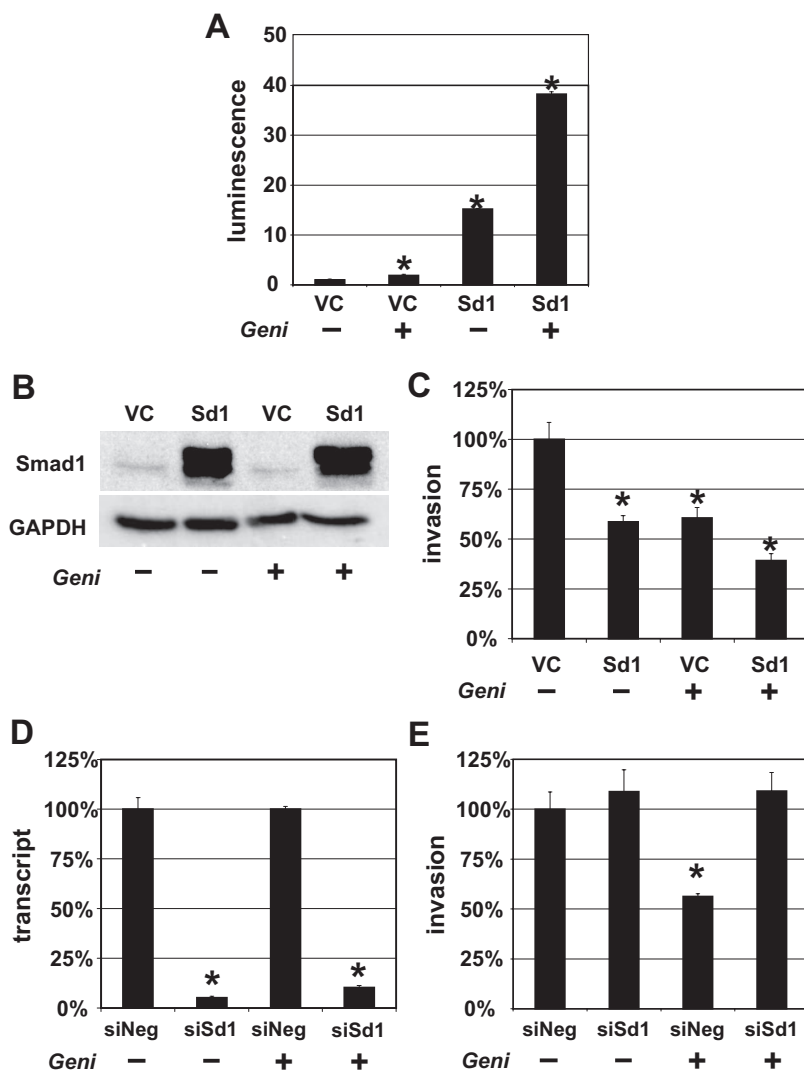 A
luminescence
50
40
30
20
10
0
* * *
VC VC Sd1 Sd1
Geni − + − +
B
VC Sd1 VC Sd1
Smad1
GAPDH
Geni − − + +
C
invasion
125%
100%
75%
50%
25%
0%
* * *
VC Sd1 VC Sd1
Geni − − + +
D
transcript
125%
100%
75%
50%
25%
0%
* *
siNeg siSd1 siNeg siSd1
Geni − − + +
E
invasion
125%
100%
75%
50%
25%
0%
*
siNeg siSd1 siNeg siSd1
Geni − − + +